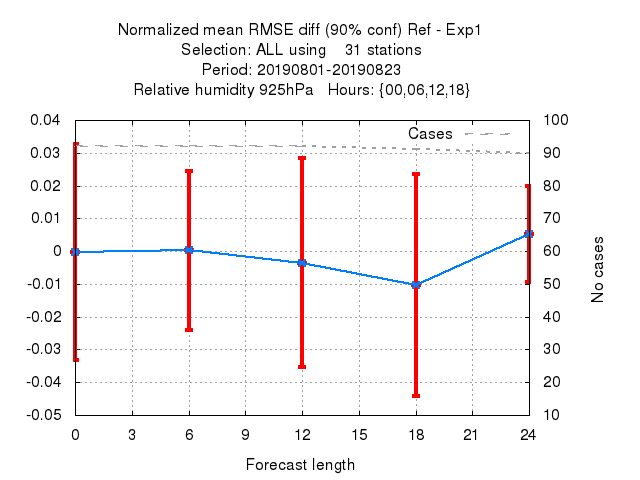 Normalized mean RMSE diff (90% conf) Ref - Exp1
Selection: ALL using    31 stations
Period: 20190801-20190823
Relative humidity 925hPa   Hours: {00,06,12,18}
Cases
0.04
0.03
0.02
0.01
0
-0.01
-0.02
-0.03
-0.04
-0.05
100
90
80
70
60
50
40
30
20
10
No cases
0 3 6 9 12 15 18 21 24
Forecast length